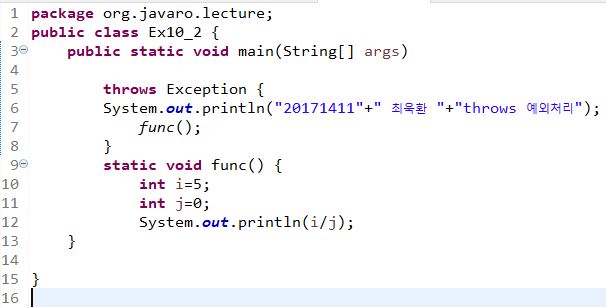 1 package org.javaro.lecture;
2 public class Ex10_2 {
3 public static void main(String[] args)
4
5 throws Exception {
6 System.out.println("20171411"+" 최욱환 "+"throws 예외처리");
7 func();
8 }
9 static void func() {
10 int i=5;
11 int j=0;
12 System.out.println(i/j);
13 }
14
15 }
16